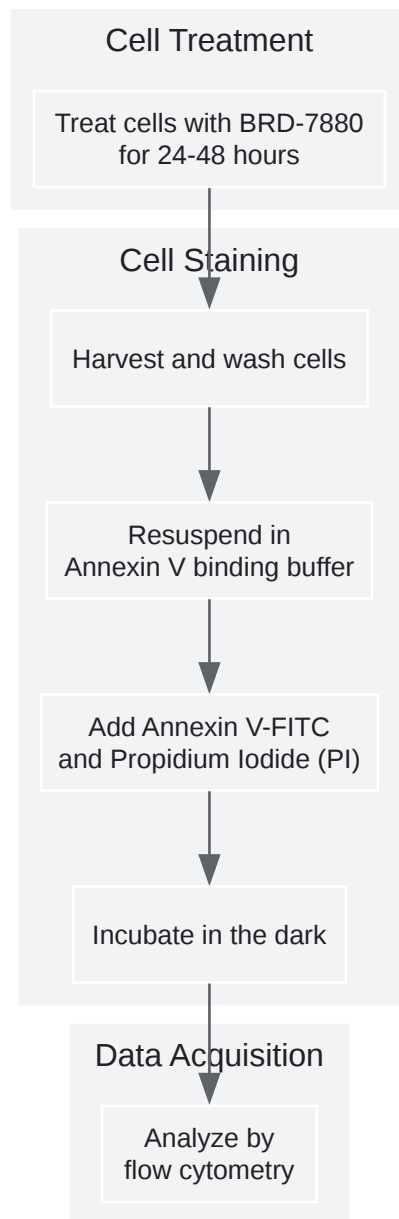 Cell Treatment
Treat cells with BRD-7880
for 24-48 hours
Cell Staining
Harvest and wash cells
Resuspend in
Annexin V binding buffer
Add Annexin V-FITC
and Propidium Iodide (PI)
Incubate in the dark
Data Acquisition
Analyze by
flow cytometry